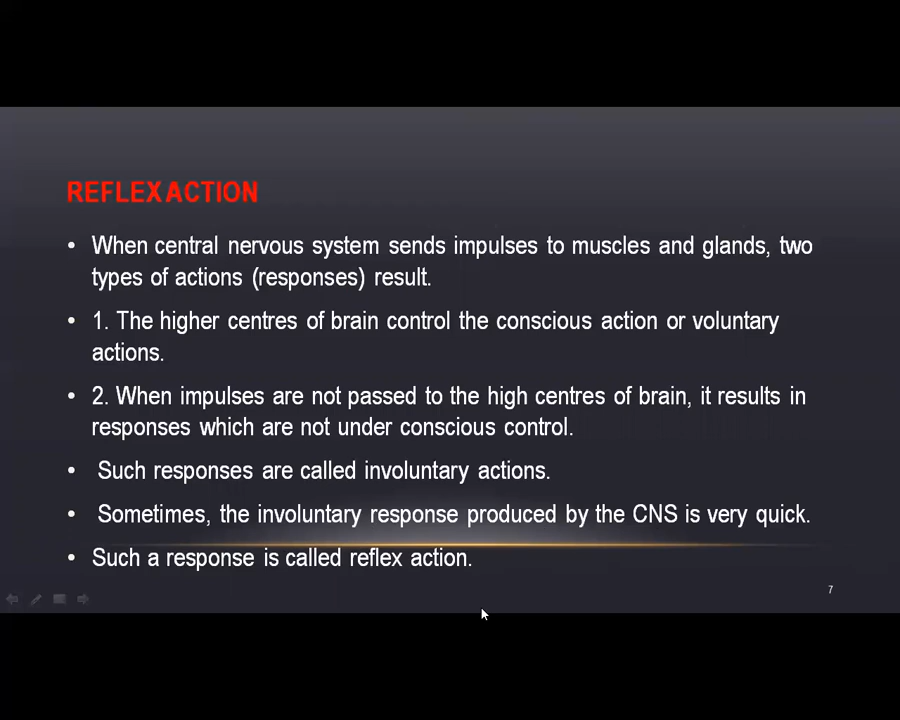 REFLEX ACTION
• When central nervous system sends impulses to muscles and glands, two
types of actions (responses) result.
• 1. The higher centres of brain control the conscious action or voluntary
actions.
• 2. When impulses are not passed to the high centres of brain, it results in
responses which are not under conscious control.
• Such responses are called involuntary actions.
• Sometimes, the involuntary response produced by the CNS is very quick.
• Such a response is called reflex action.
7